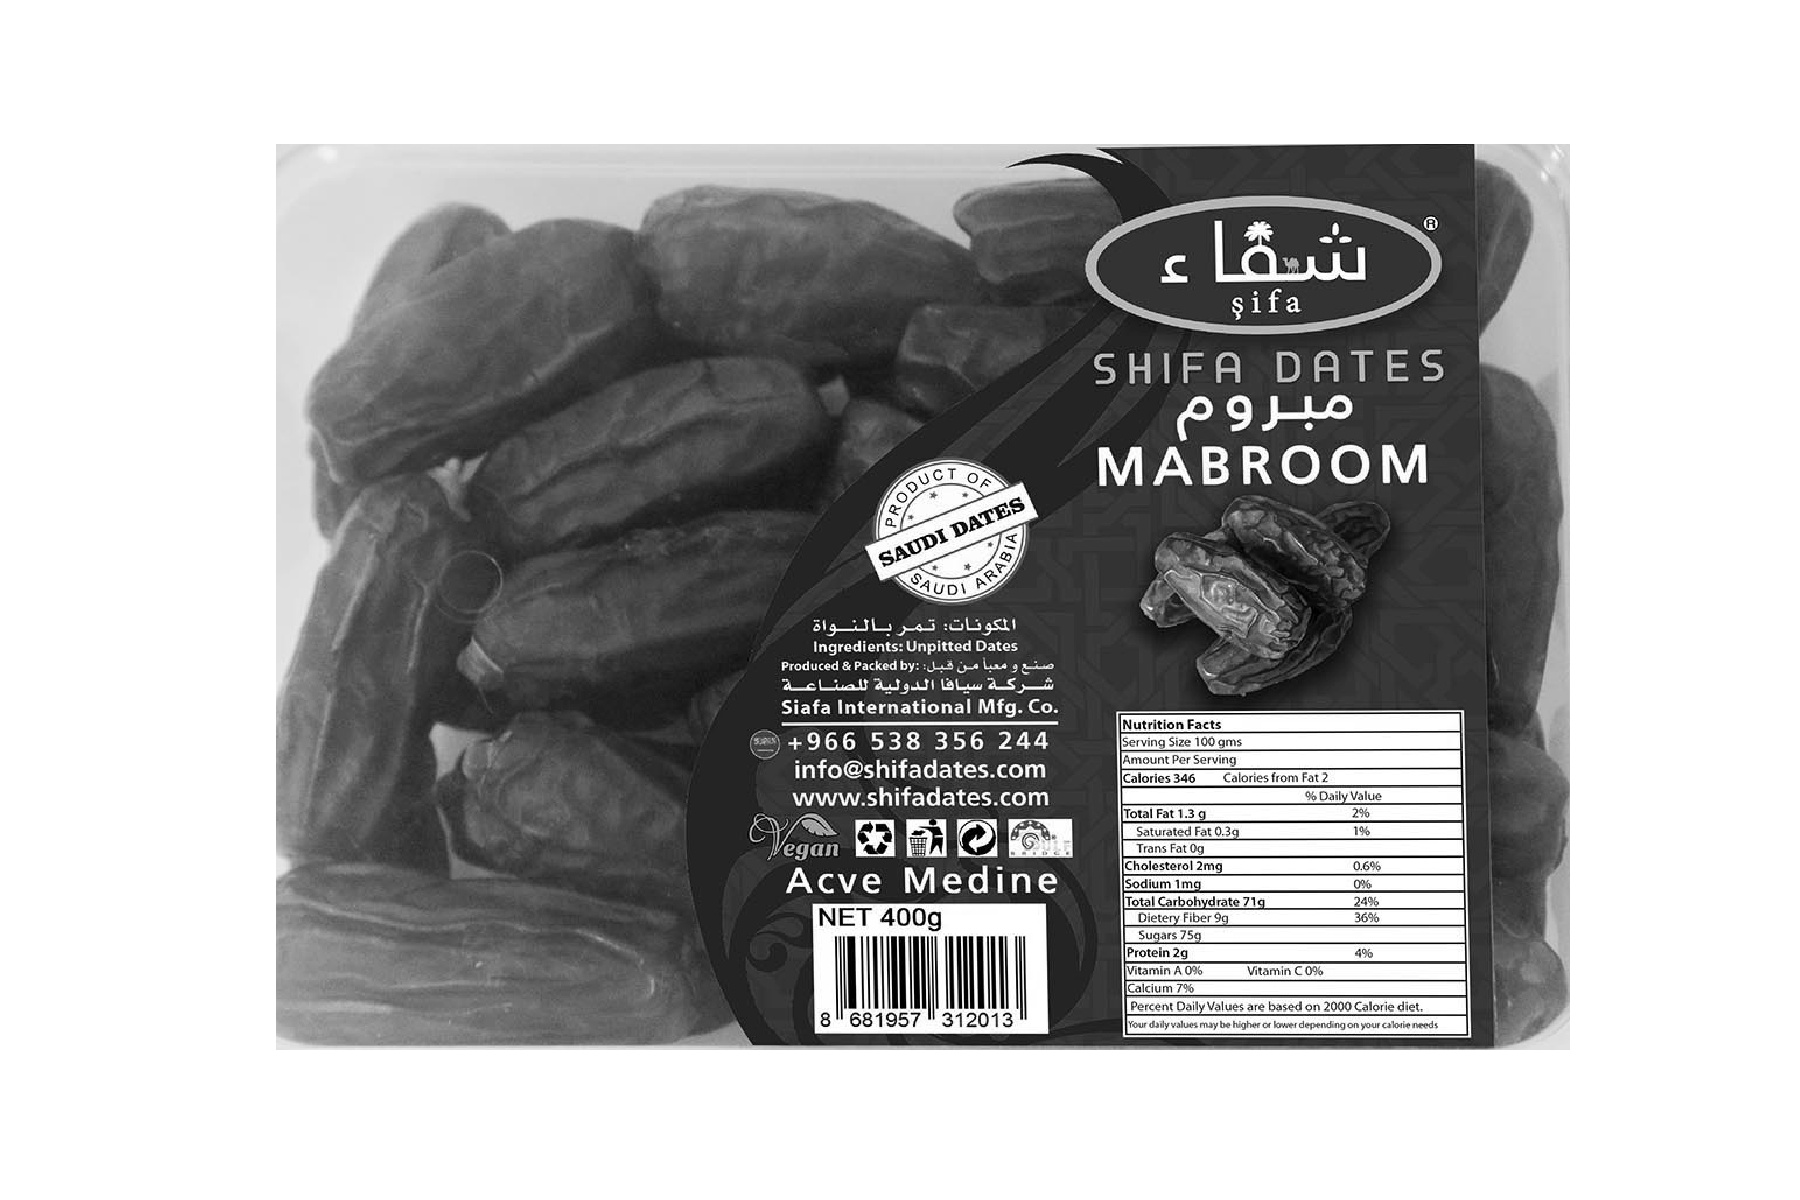 شفاء
®
şifa
SHIFA DATES
مبروم
MABROOM
PRODUCT OF
SAUDI DATES
SAUDI ARABIA
المكونات: تمر بالنواة
Ingredients: Unpitted Dates
Produced & Packed by: صنع و معبأ من قبل:
شركة سيافا الدولية للصناعة
Siafa International Mfg. Co.
+966 538 356 244
info@shifadates.com
www.shifadates.com
Vegan
GULF
BRIDGE
Acve Medine
NET 400g
8 681957 312013
Nutrition Facts
Serving Size 100 gms
Amount Per Serving
Calories 346 Calories from Fat 2
% Daily Value
Total Fat 1.3 g 2%
Saturated Fat 0.3g 1%
Trans Fat 0g
Cholesterol 2mg 0.6%
Sodium 1mg 0%
Total Carbohydrate 71g 24%
Dietery Fiber 9g 36%
Sugars 75g
Protein 2g 4%
Vitamin A 0% Vitamin C 0%
Calcium 7%
Percent Daily Values are based on 2000 Calorie diet.
Your daily values may be higher or lower depending on your calorie needs